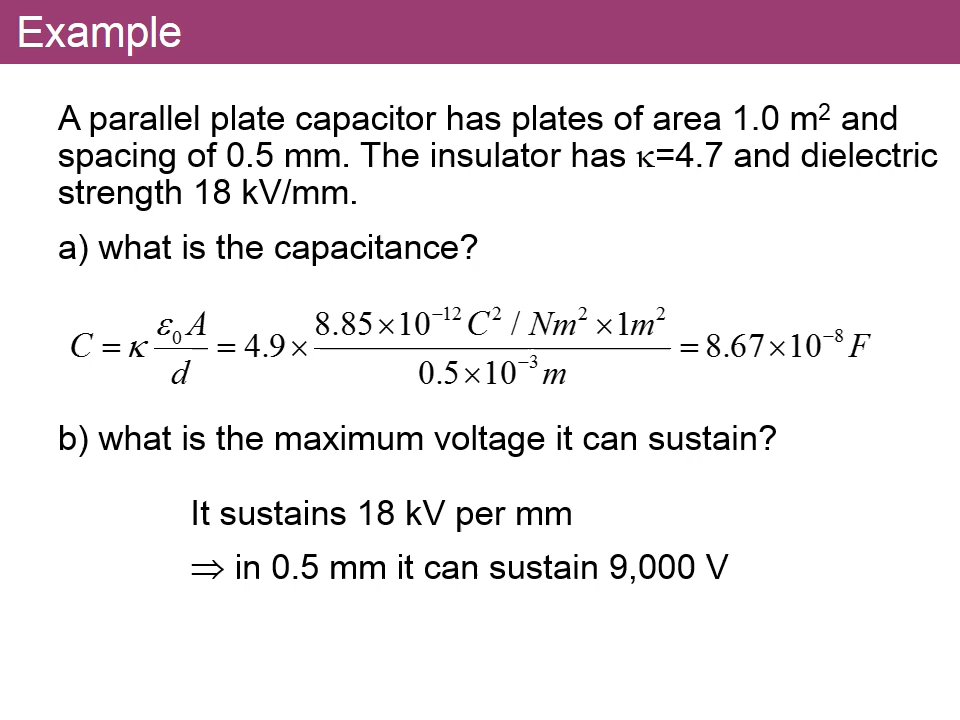 Example
A parallel plate capacitor has plates of area 1.0 m² and
spacing of 0.5 mm. The insulator has κ=4.7 and dielectric
strength 18 kV/mm.
a) what is the capacitance?
C = κ ε₀A/d = 4.9 × (8.85×10⁻¹² C² / Nm² ×1m²)/(0.5×10⁻³ m) = 8.67×10⁻⁸ F
b) what is the maximum voltage it can sustain?
It sustains 18 kV per mm
⇒ in 0.5 mm it can sustain 9,000 V